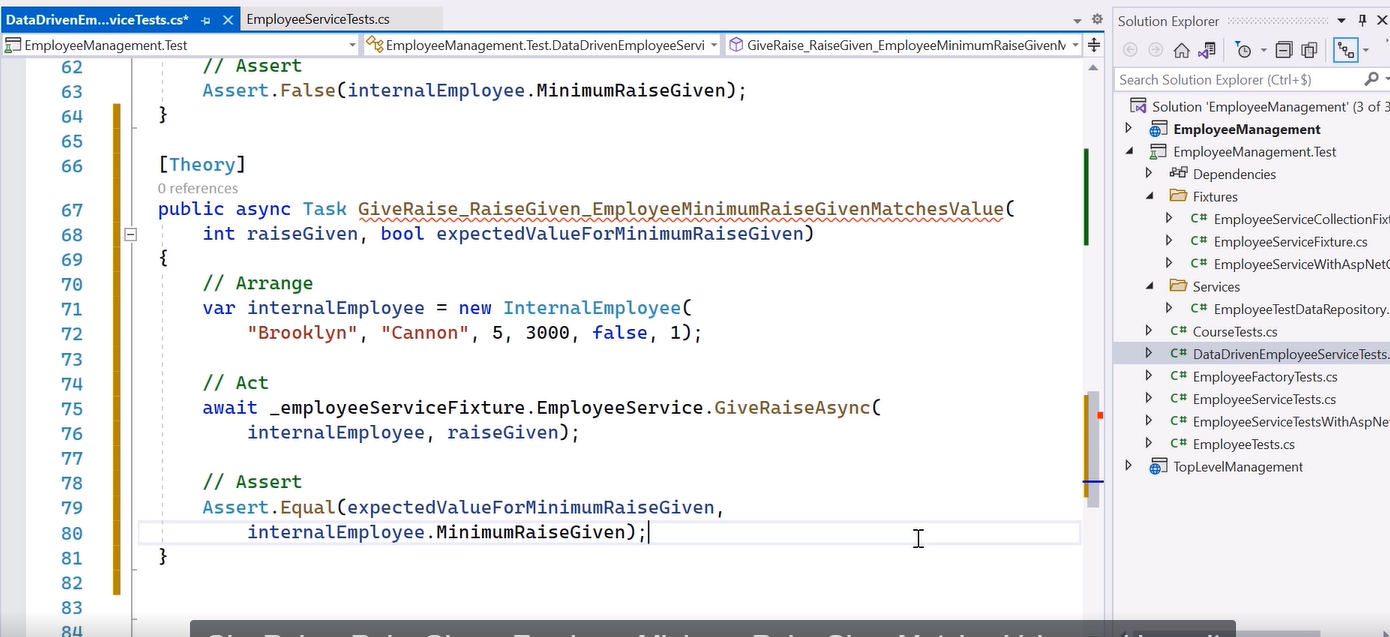 DataDrivenEm...viceTests.cs*
EmployeeServiceTests.cs
EmployeeManagement.Test
EmployeeManagement.Test.DataDrivenEmployeeServi
GiveRaise_RaiseGiven_EmployeeMinimumRaiseGivenM
62 // Assert
63 Assert.False(internalEmployee.MinimumRaiseGiven);
64 }
65
66 [Theory]
0 references
67 public async Task GiveRaise_RaiseGiven_EmployeeMinimumRaiseGivenMatchesValue(
68 int raiseGiven, bool expectedValueForMinimumRaiseGiven)
69 {
70 // Arrange
71 var internalEmployee = new InternalEmployee(
72 "Brooklyn", "Cannon", 5, 3000, false, 1);
73
74 // Act
75 await _employeeServiceFixture.EmployeeService.GiveRaiseAsync(
76 internalEmployee, raiseGiven);
77
78 // Assert
79 Assert.Equal(expectedValueForMinimumRaiseGiven,
80 internalEmployee.MinimumRaiseGiven);
81 }
82
83
84
Solution Explorer
Search Solution Explorer (Ctrl+$)
Solution 'EmployeeManagement' (3 of 3
EmployeeManagement
EmployeeManagement.Test
Dependencies
Fixtures
C# EmployeeServiceCollectionFixt
C# EmployeeServiceFixture.cs
C# EmployeeServiceWithAspNetC
Services
C# EmployeeTestDataRepository.
C# CourseTests.cs
C# DataDrivenEmployeeServiceTests.
C# EmployeeFactoryTests.cs
C# EmployeeServiceTests.cs
C# EmployeeServiceTestsWithAspNet
C# EmployeeTests.cs
TopLevelManagement